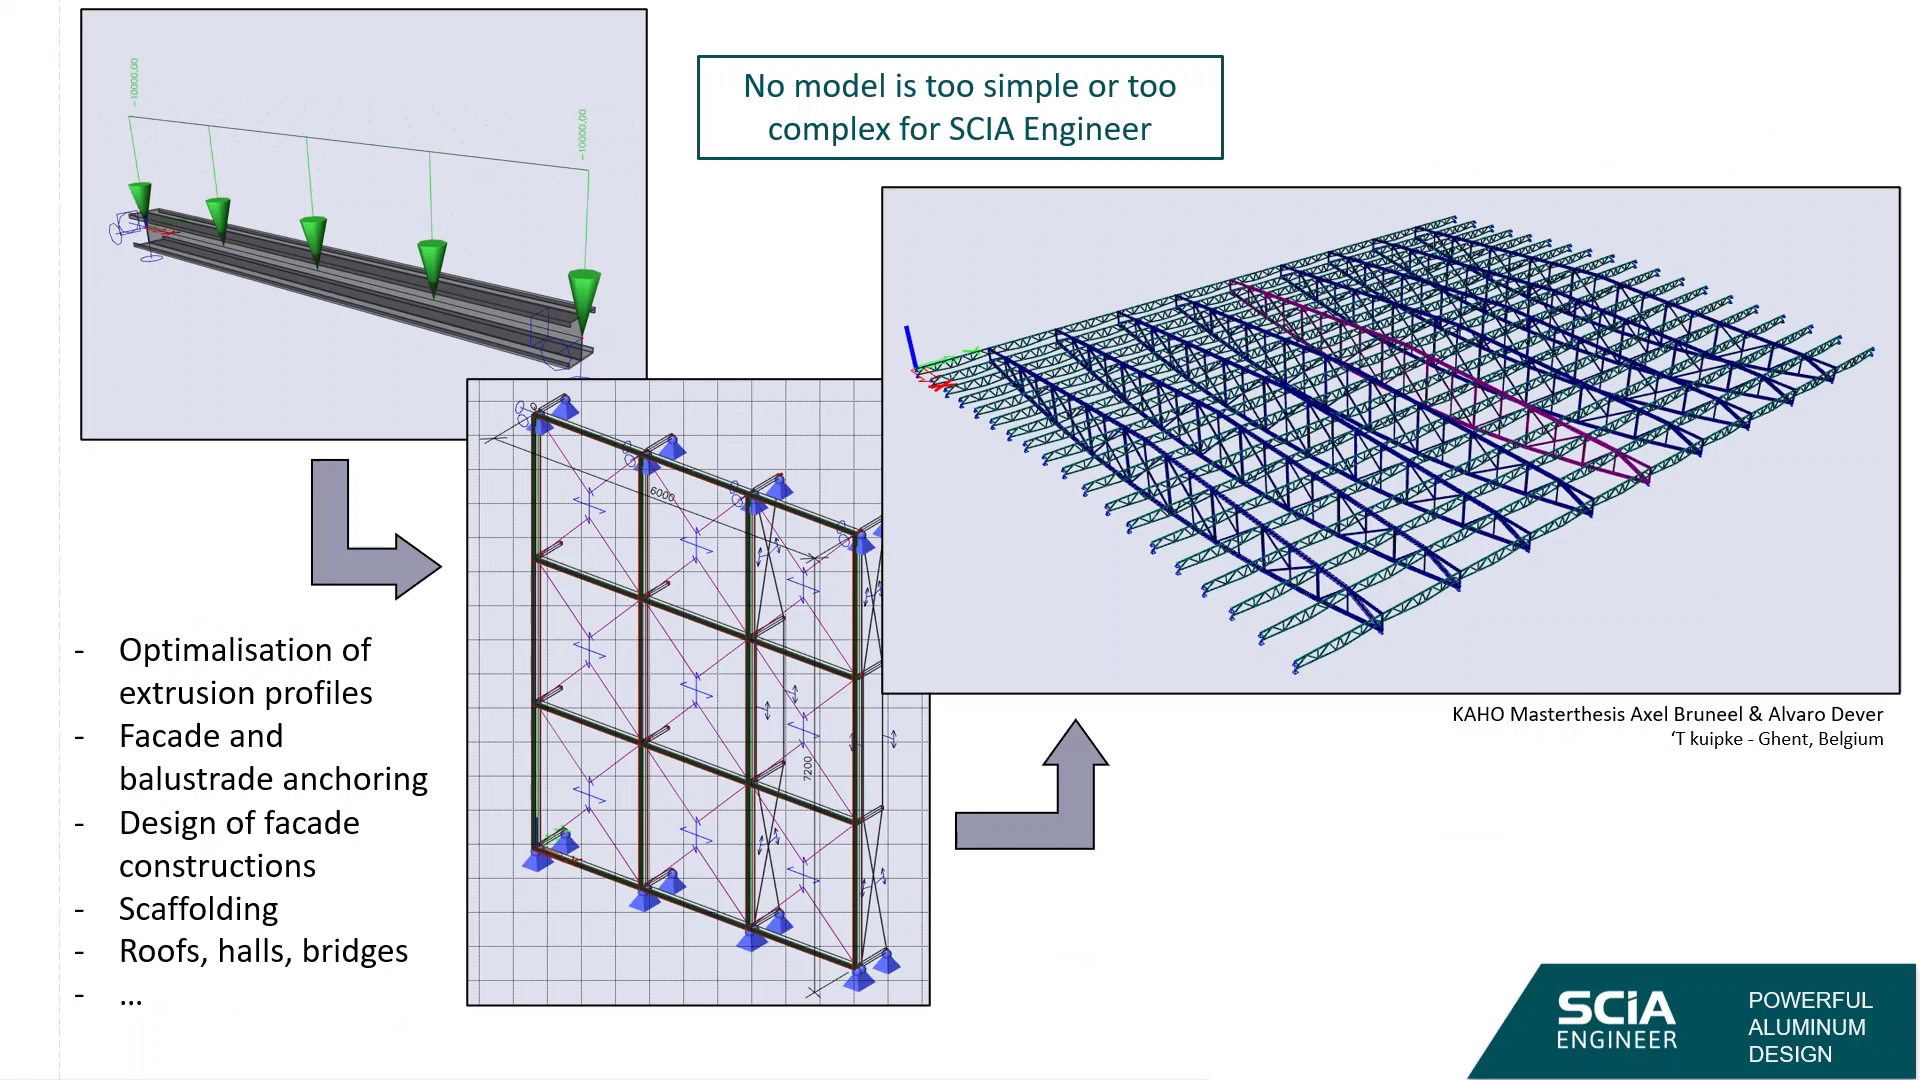 No model is too simple or too
complex for SCIA Engineer
-10000,00
-10000,00
6000
7200
- Optimalisation of
extrusion profiles
- Facade and
balustrade anchoring
- Design of facade
constructions
- Scaffolding
- Roofs, halls, bridges
- ...
KAHO Masterthesis Axel Bruneel & Alvaro Dever
‘T kuipke - Ghent, Belgium
SCiA
ENGINEER
POWERFUL
ALUMINUM
DESIGN